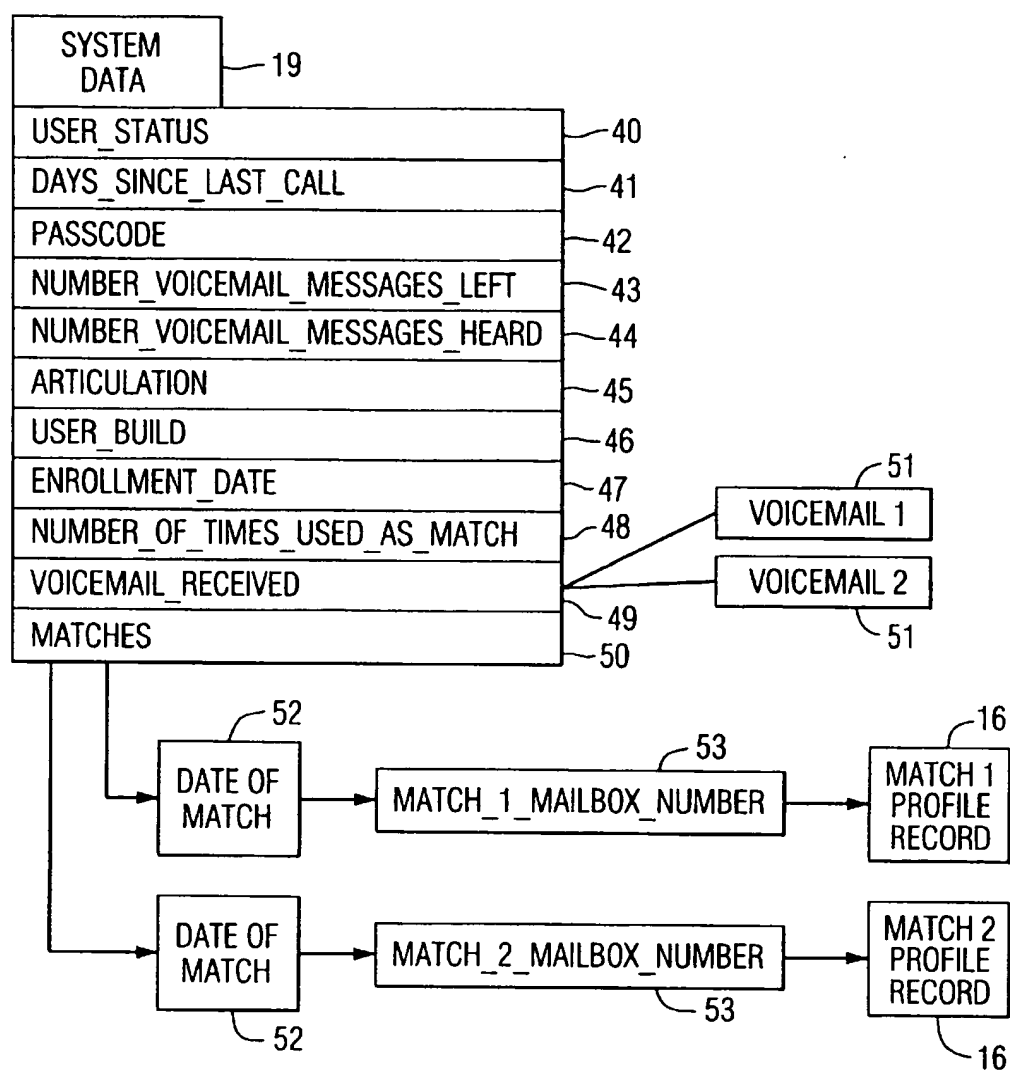 SYSTEM
DATA
19
USER_STATUS
40
DAYS_SINCE_LAST_CALL
41
PASSCODE
42
NUMBER_VOICEMAIL_MESSAGES_LEFT
43
NUMBER_VOICEMAIL_MESSAGES_HEARD
44
ARTICULATION
45
USER_BUILD
46
ENROLLMENT_DATE
47
NUMBER_OF_TIMES_USED_AS_MATCH
48
VOICEMAIL_RECEIVED
49
MATCHES
50
51
VOICEMAIL 1
VOICEMAIL 2
51
52
DATE OF
MATCH
53
MATCH_1_MAILBOX_NUMBER
16
MATCH 1
PROFILE
RECORD
DATE OF
MATCH
52
MATCH_2_MAILBOX_NUMBER
53
MATCH 2
PROFILE
RECORD
16